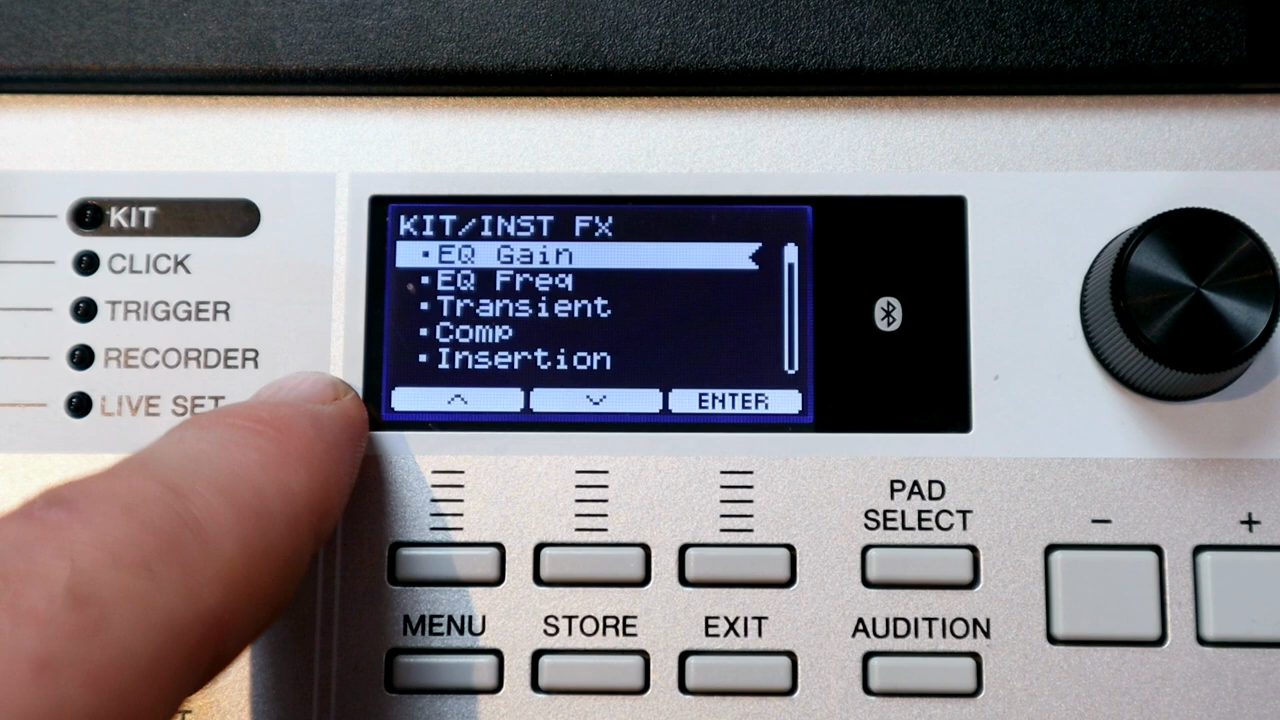 KIT
CLICK
TRIGGER
RECORDER
LIVE SET
KIT/INST FX
·EQ Gain
·EQ Freq
·Transient
·Comp
·Insertion
ENTER
PAD
SELECT
−
+
MENU
STORE
EXIT
AUDITION